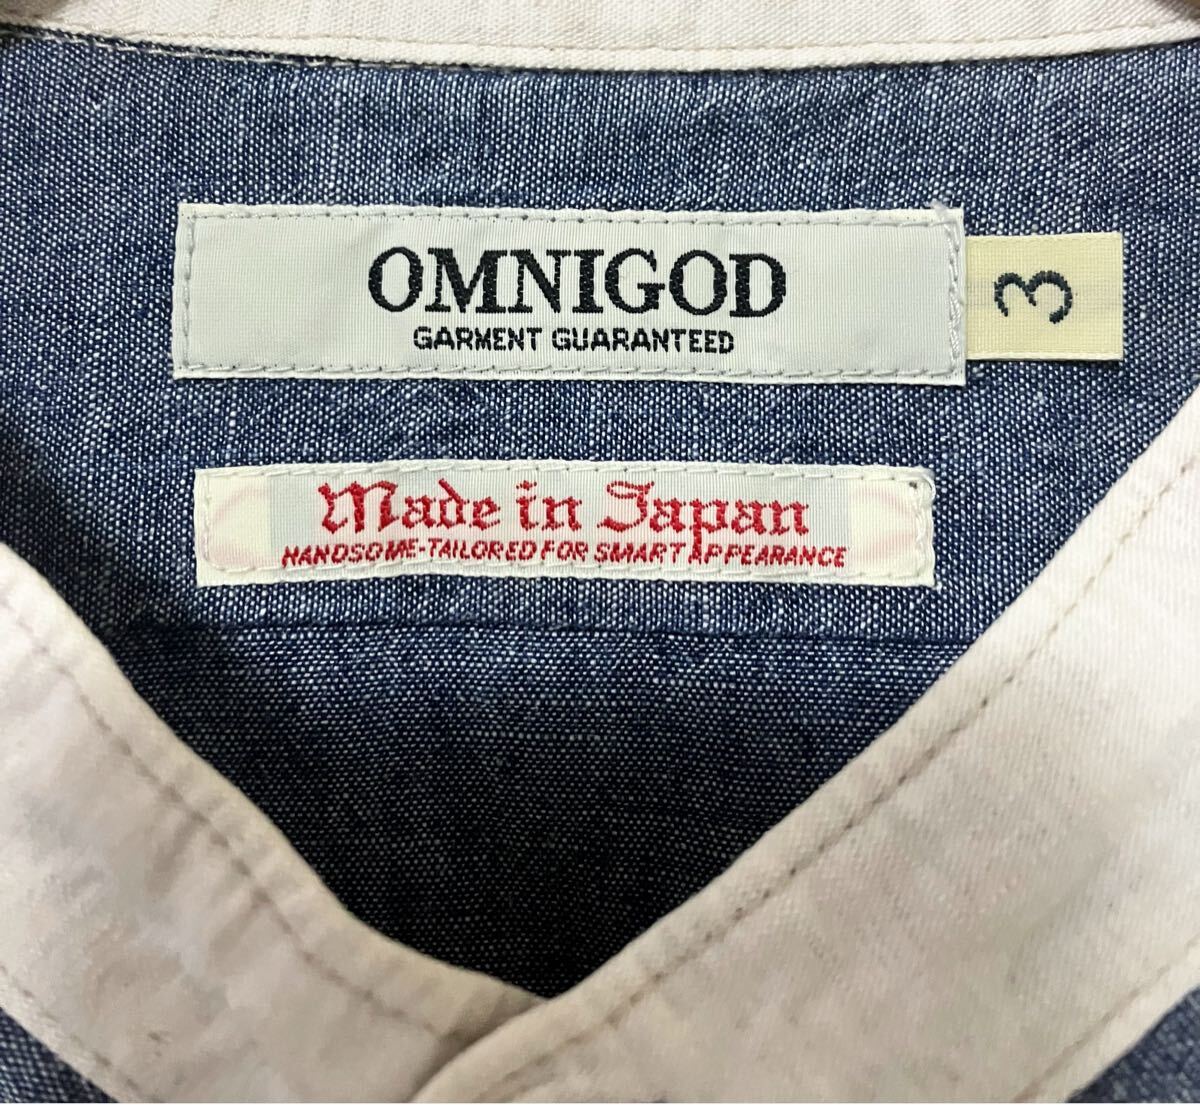 OMNIGOD
GARMENT GUARANTEED
3
Made in Japan
HANDSOME-TAILORED FOR SMART APPEARANCE